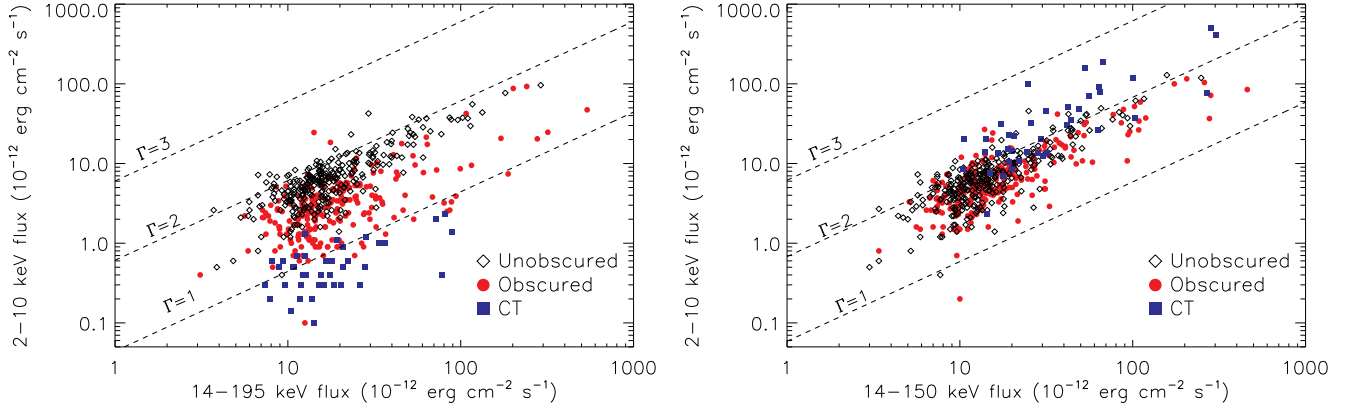 1000.0
100.0
10.0
1.0
0.1
2−10 keV flux (10⁻¹² erg cm⁻² s⁻¹)
Γ=3
Γ=2
Γ=1
Unobscured
Obscured
CT
1 10 100 1000
14−195 keV flux (10⁻¹² erg cm⁻² s⁻¹)
1000.0
100.0
10.0
1.0
0.1
2−10 keV flux (10⁻¹² erg cm⁻² s⁻¹)
Γ=3
Γ=2
Γ=1
Unobscured
Obscured
CT
1 10 100 1000
14−150 keV flux (10⁻¹² erg cm⁻² s⁻¹)